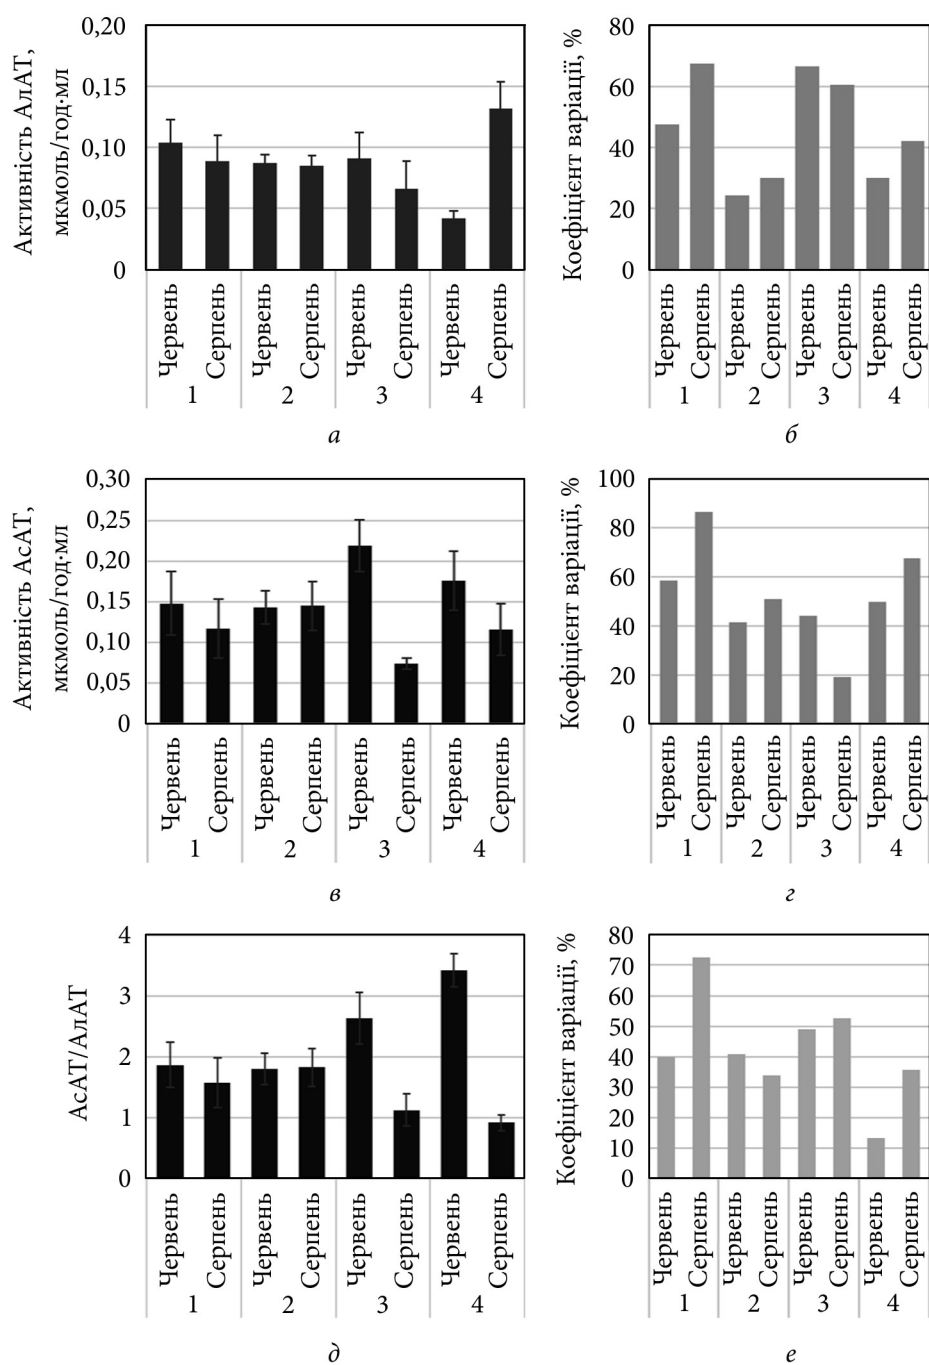 Активність АлАТ,
мкмоль/год·мл
0,20
0,15
0,10
0,05
0
Червень
Серпень
Червень
Серпень
Червень
Серпень
Червень
Серпень
1 2 3 4
а
Коефіцієнт варіації, %
80
60
40
20
0
Червень
Серпень
Червень
Серпень
Червень
Серпень
Червень
Серпень
1 2 3 4
б
Активність АсАТ,
мкмоль/год·мл
0,30
0,25
0,20
0,15
0,10
0,05
0
Червень
Серпень
Червень
Серпень
Червень
Серпень
Червень
Серпень
1 2 3 4
в
Коефіцієнт варіації, %
100
80
60
40
20
0
Червень
Серпень
Червень
Серпень
Червень
Серпень
Червень
Серпень
1 2 3 4
г
АсАТ/АлАТ
4
3
2
1
0
Червень
Серпень
Червень
Серпень
Червень
Серпень
Червень
Серпень
1 2 3 4
д
Коефіцієнт варіації, %
80
70
60
50
40
30
20
10
0
Червень
Серпень
Червень
Серпень
Червень
Серпень
Червень
Серпень
1 2 3 4
е